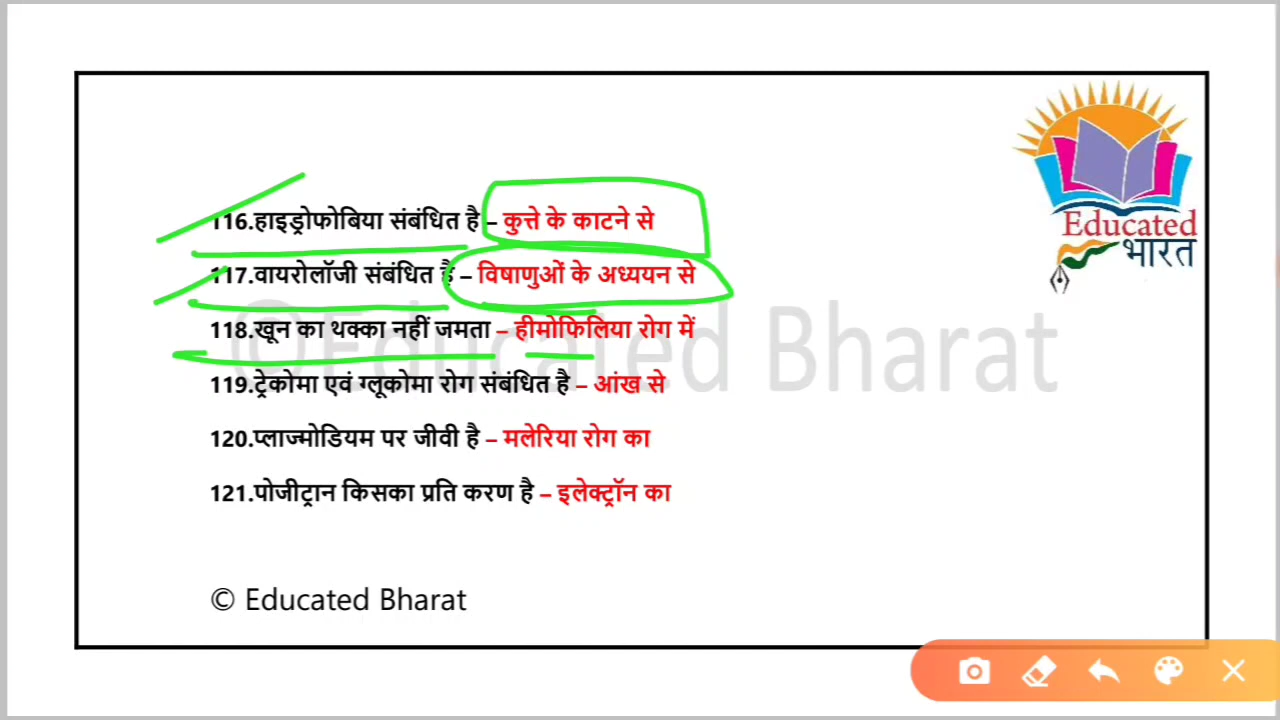 Educated
भारत
116.हाइड्रोफोबिया संबंधित है – कुत्ते के काटने से
117.वायरोलॉजी संबंधित है – विषाणुओं के अध्ययन से
118.खून का थक्का नहीं जमता – हीमोफिलिया रोग में
©Educated Bharat
119.ट्रेकोमा एवं ग्लूकोमा रोग संबंधित है – आंख से
120.प्लाज्मोडियम पर जीवी है – मलेरिया रोग का
121.पोजीट्रान किसका प्रति करण है – इलेक्ट्रॉन का
© Educated Bharat